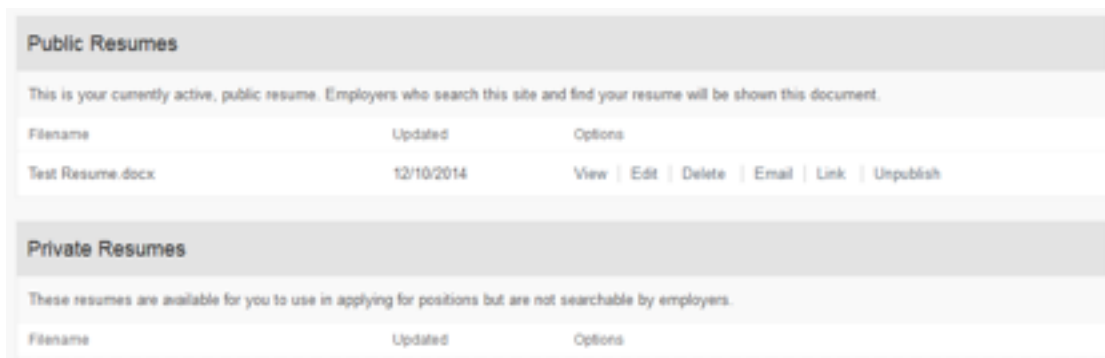 Public Resumes
This is your currently active, public resume. Employers who search this site and find your resume will be shown this document.
Filename Updated Options
Test Resume.docx 12/10/2014 View | Edit | Delete | Email | Link | Unpublish
Private Resumes
These resumes are available for you to use in applying for positions but are not searchable by employers.
Filename Updated Options